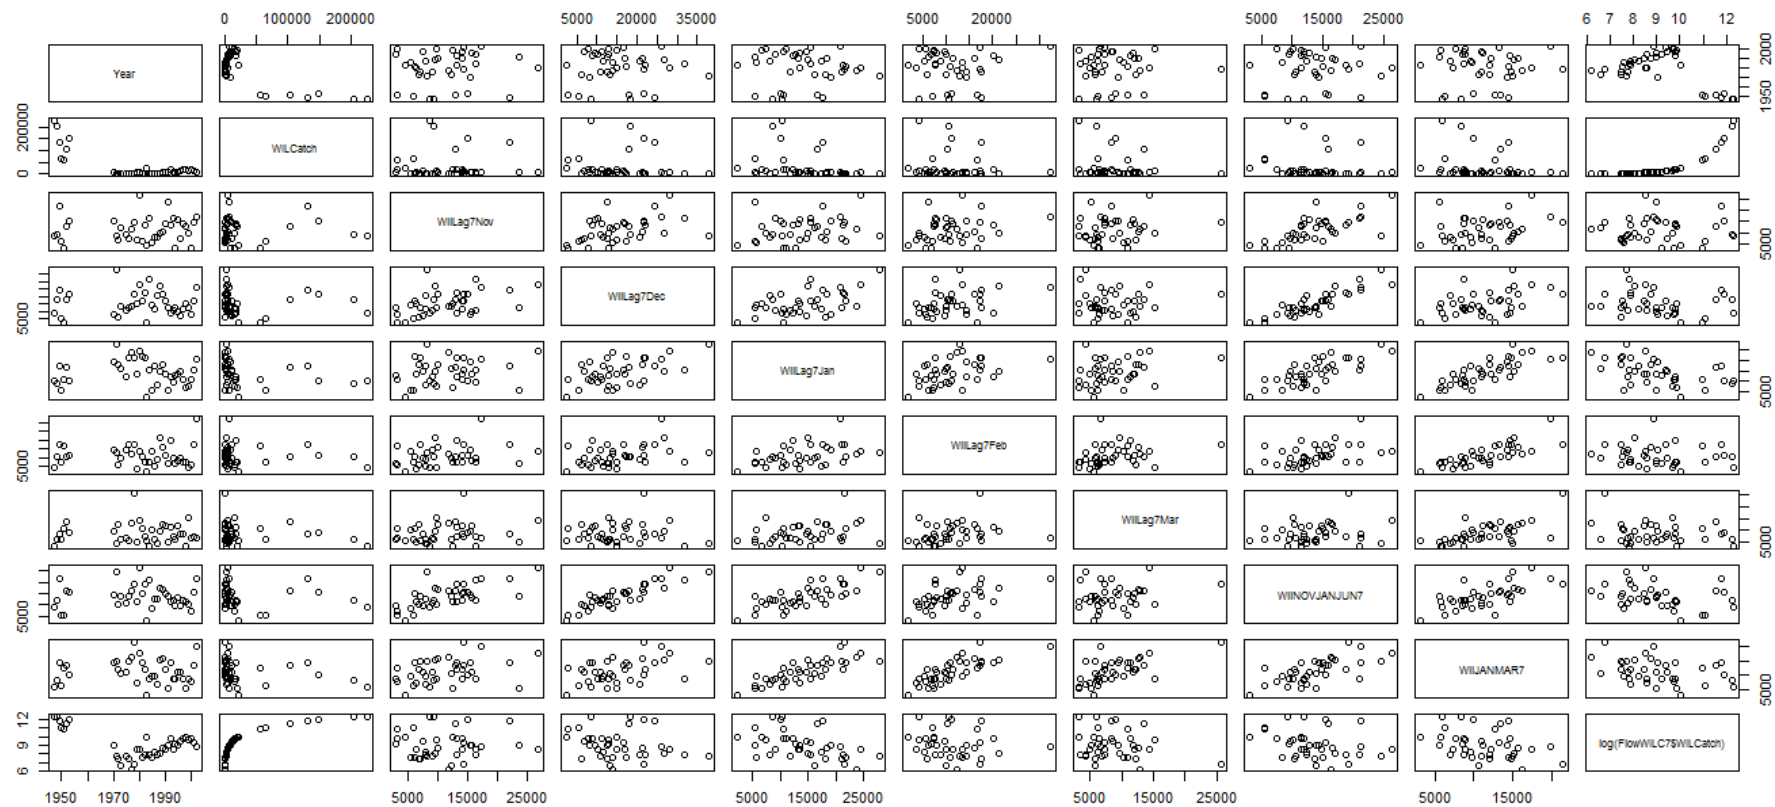 0 100000 200000 5000 20000 35000 5000 20000 5000 15000 25000 6 7 8 9 10 12
Year 1950 2000
0 200000 WILCatch
WIlLag7Nov 5000
5000 WIlLag7Dec
WIlLag7Jan 5000
5000 WIlLag7Feb
WIlLag7Mar 5000
5000 WIlNOVJANJUN7
WIlJANMAR7 5000
6 9 12 log(FlowWILC7$WILCatch)
1950 1970 1990 5000 15000 25000 5000 15000 25000 5000 15000 25000 5000 15000